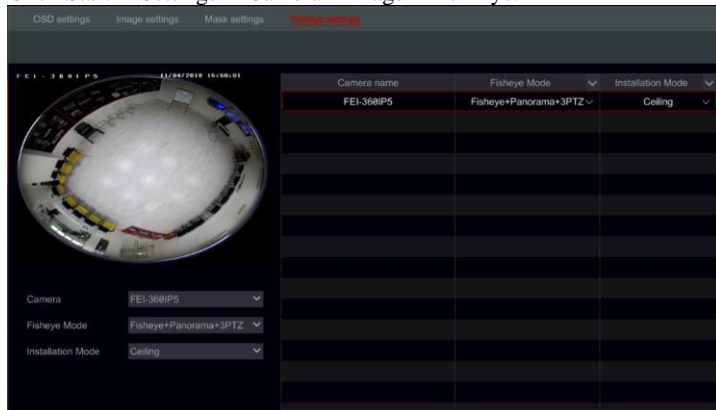 OSD settings Image settings Mask settings Fisheye settings
FEI-360IP5 11/04/2018 16:50:01
Camera name Fisheye Mode Installation Mode
FEI-360IP5 Fisheye+Panorama+3PTZ Ceiling
Camera FEI-360IP5
Fisheye Mode Fisheye+Panorama+3PTZ
Installation Mode Ceiling